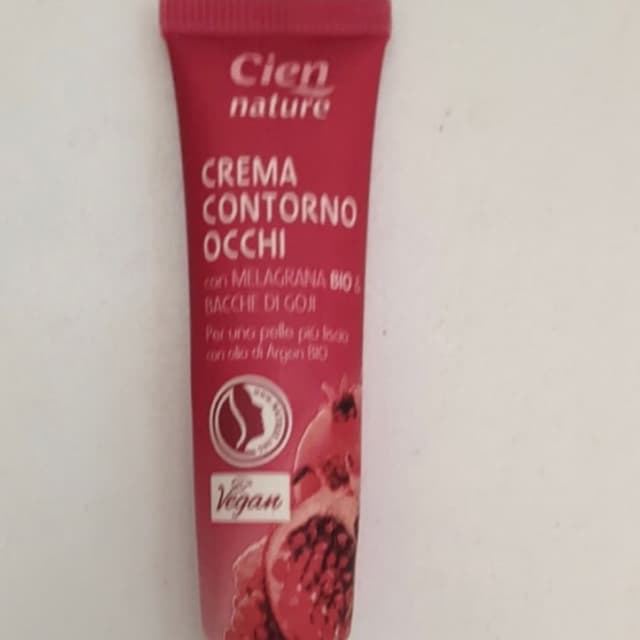 Cien
nature
CREMA
CONTORNO
OCCHI
con MELAGRANA BIO &
BACCHE DI GOJI
Per una pelle più liscia
con olio di Argan BIO
Vegan